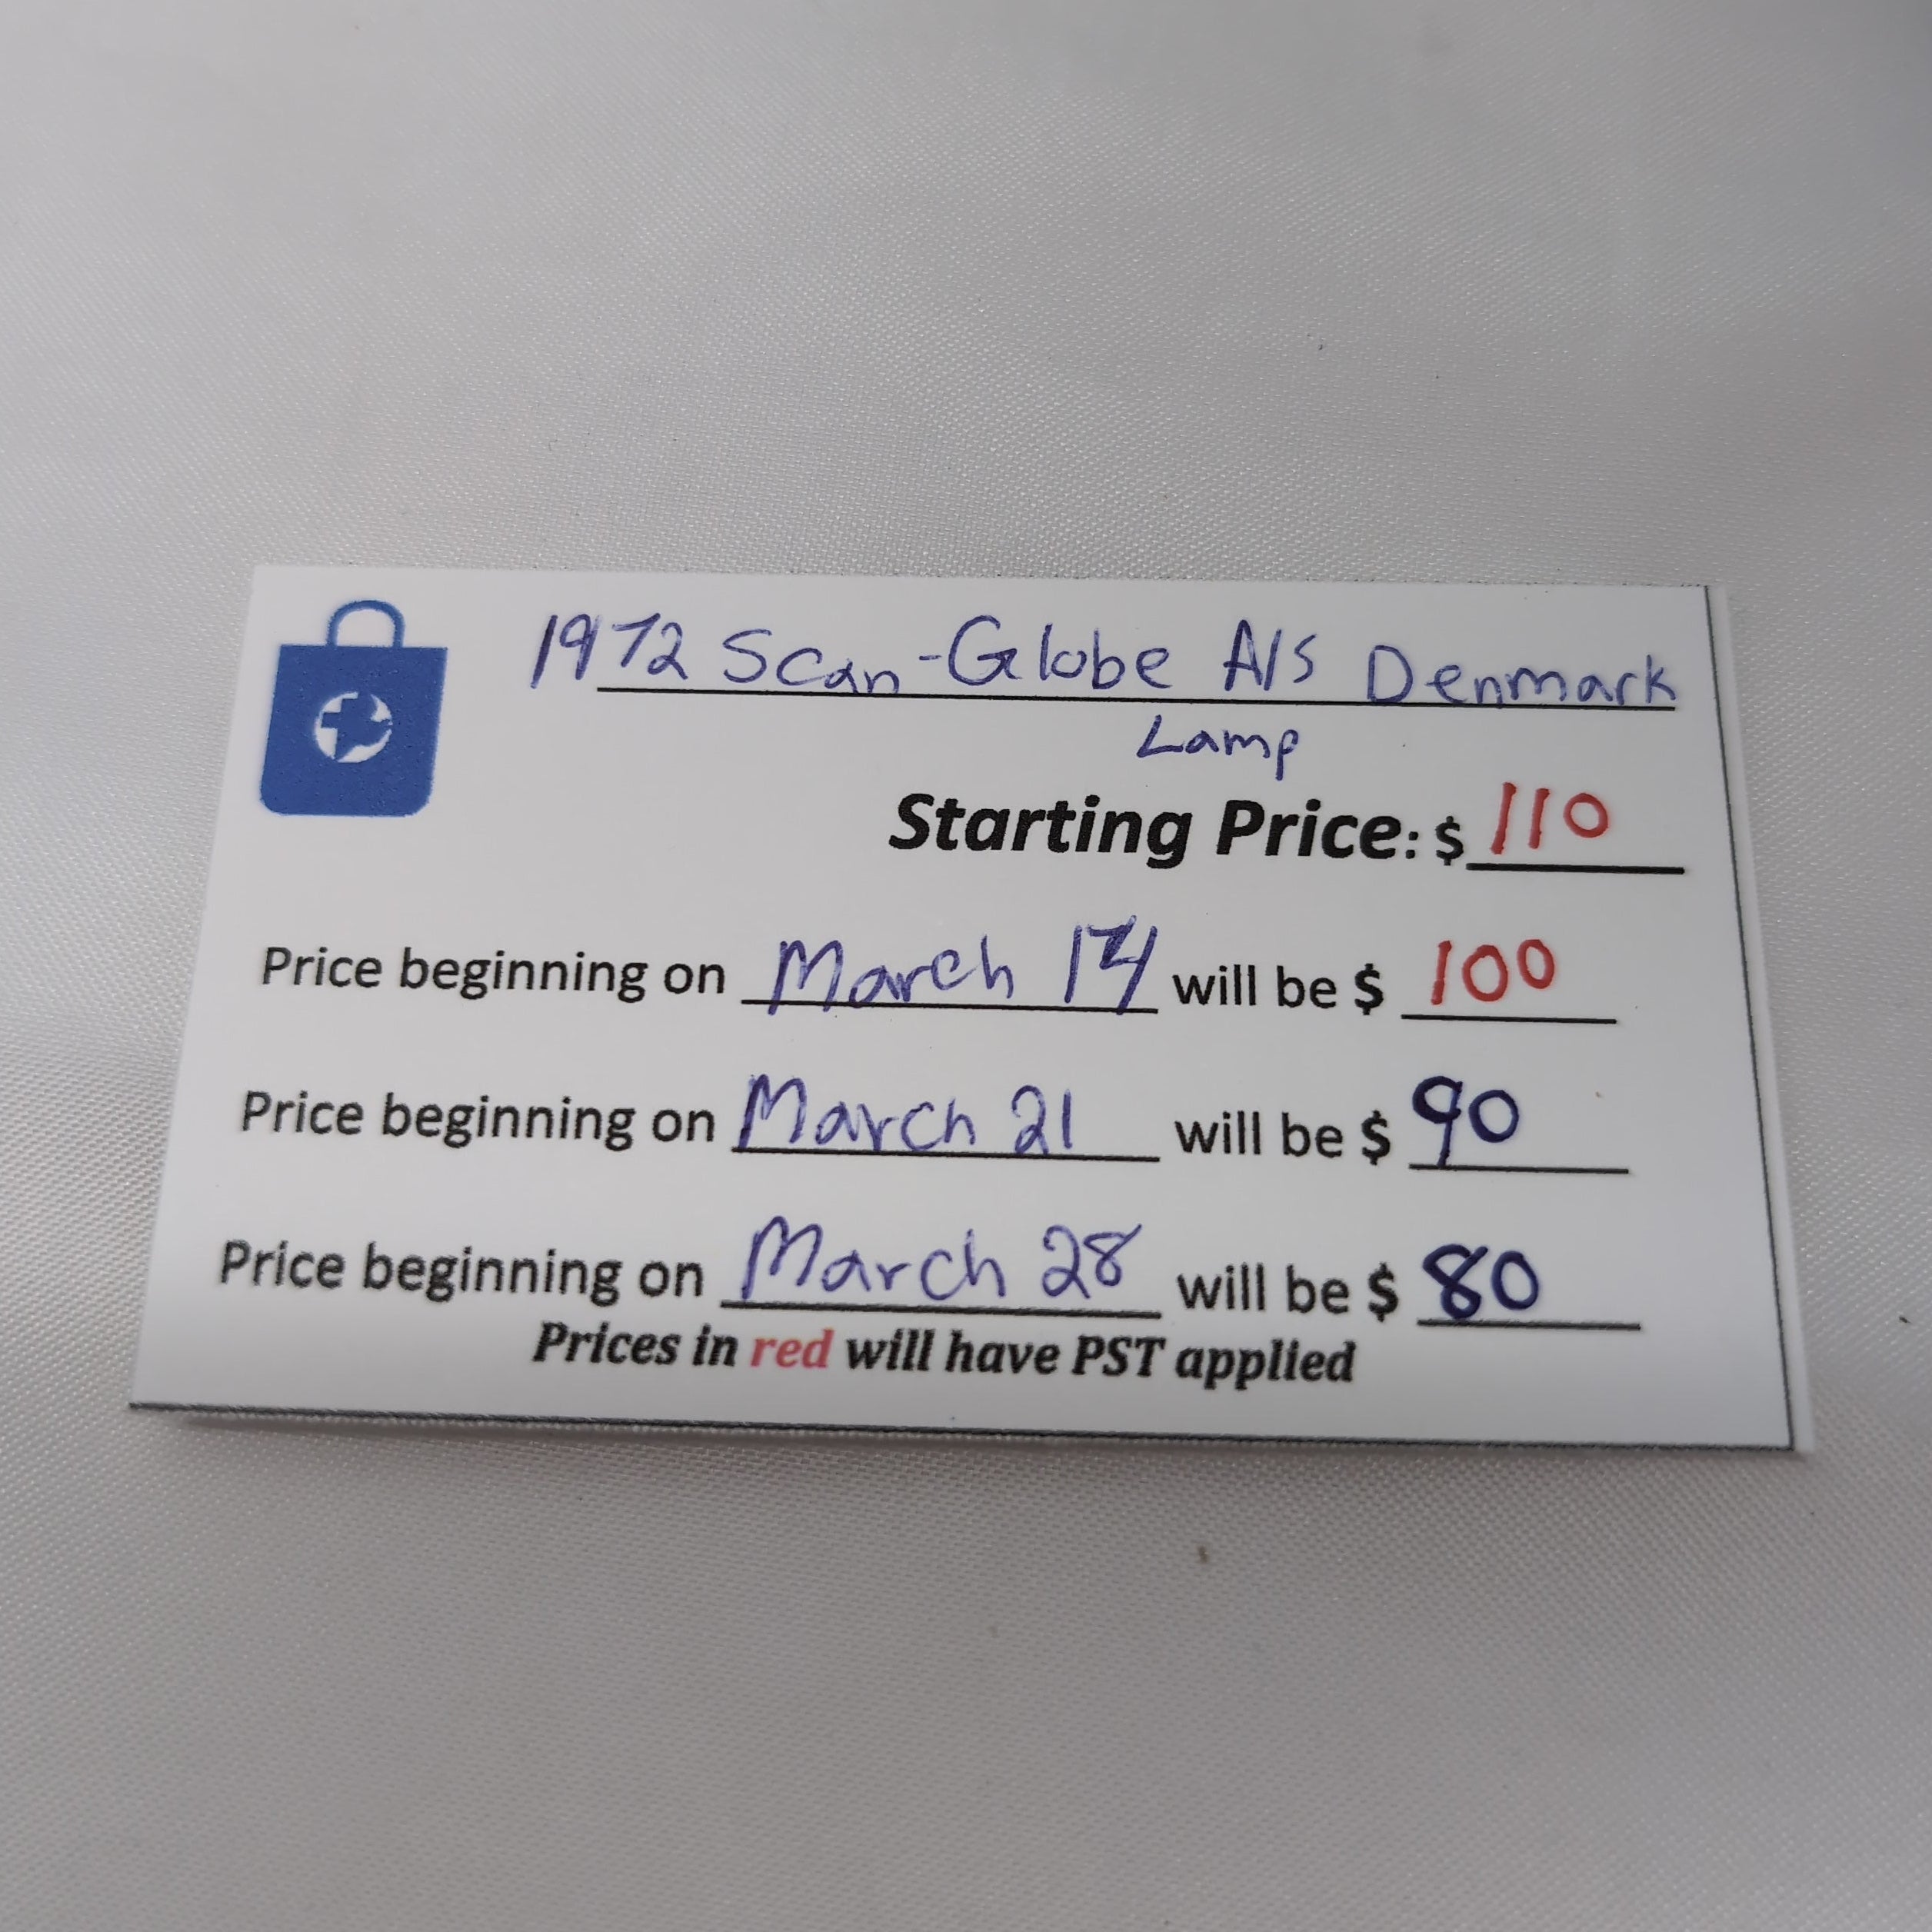 1972 Scan-Globe A/S Denmark
Lamp
Starting Price: $ 110
Price beginning on March 14 will be $ 100
Price beginning on March 21 will be $ 90
Price beginning on March 28 will be $ 80
Prices in red will have PST applied